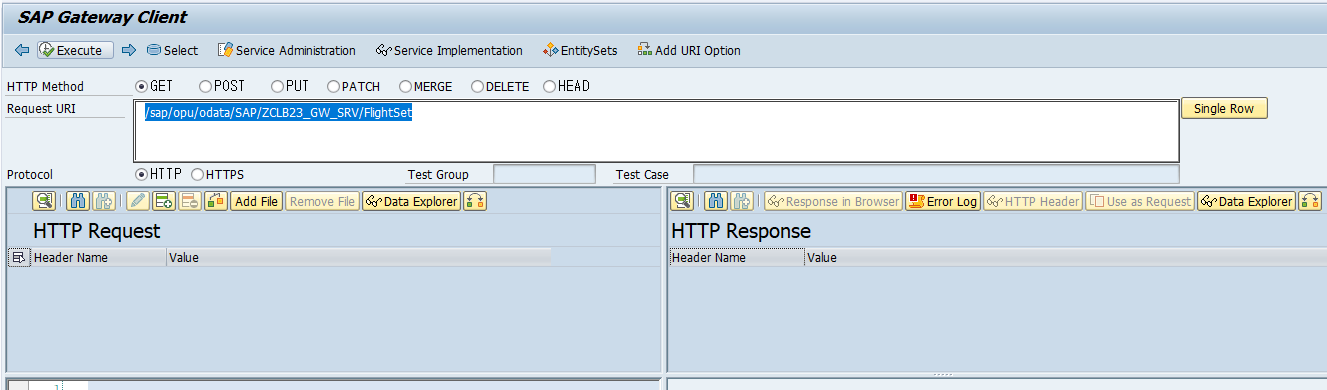 SAP Gateway Client
Execute Select Service Administration Service Implementation EntitySets Add URI Option
HTTP Method GET POST PUT PATCH MERGE DELETE HEAD
Request URI /sap/opu/odata/SAP/ZCLB23_GW_SRV/FlightSet Single Row
Protocol HTTP HTTPS Test Group Test Case
Add File Remove File Data Explorer
HTTP Request
Header Name Value
1
Response in Browser Error Log HTTP Header Use as Request Data Explorer
HTTP Response
Header Name Value